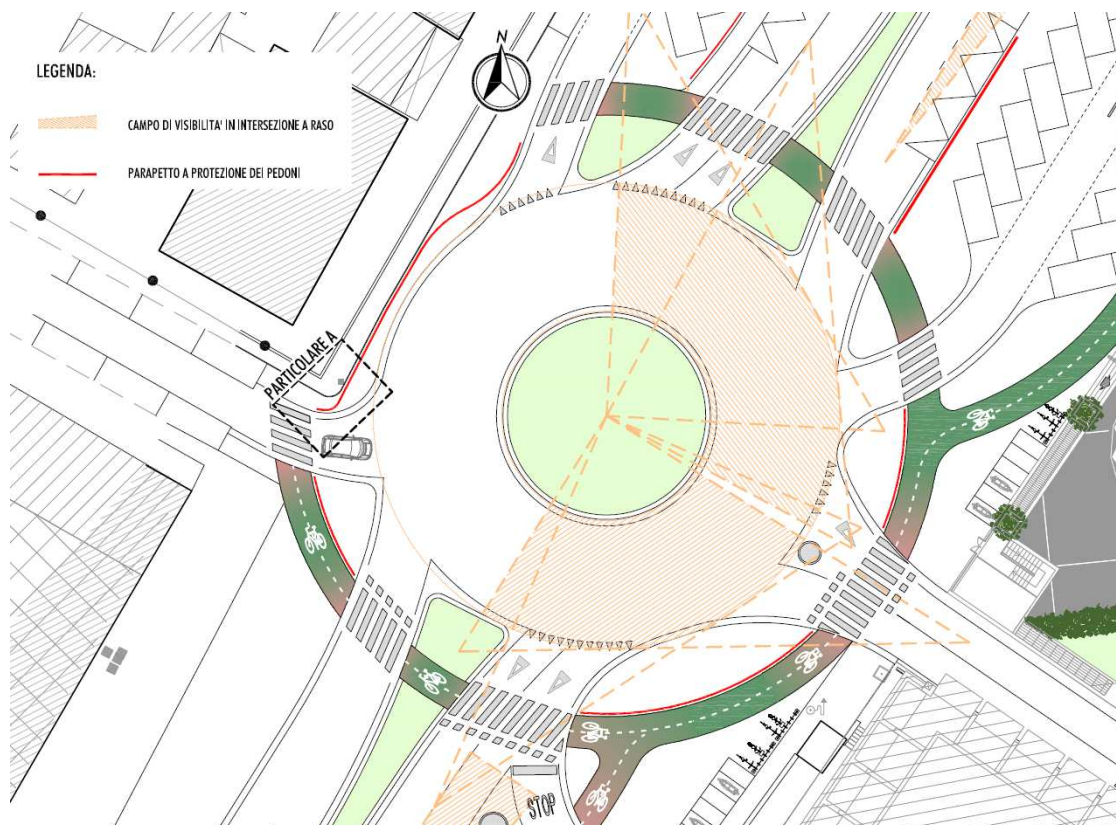 N
LEGENDA:
CAMPO DI VISIBILITA' IN INTERSEZIONE A RASO
PARAPETTO A PROTEZIONE DEI PEDONI
PARTICOLARE A
STOP